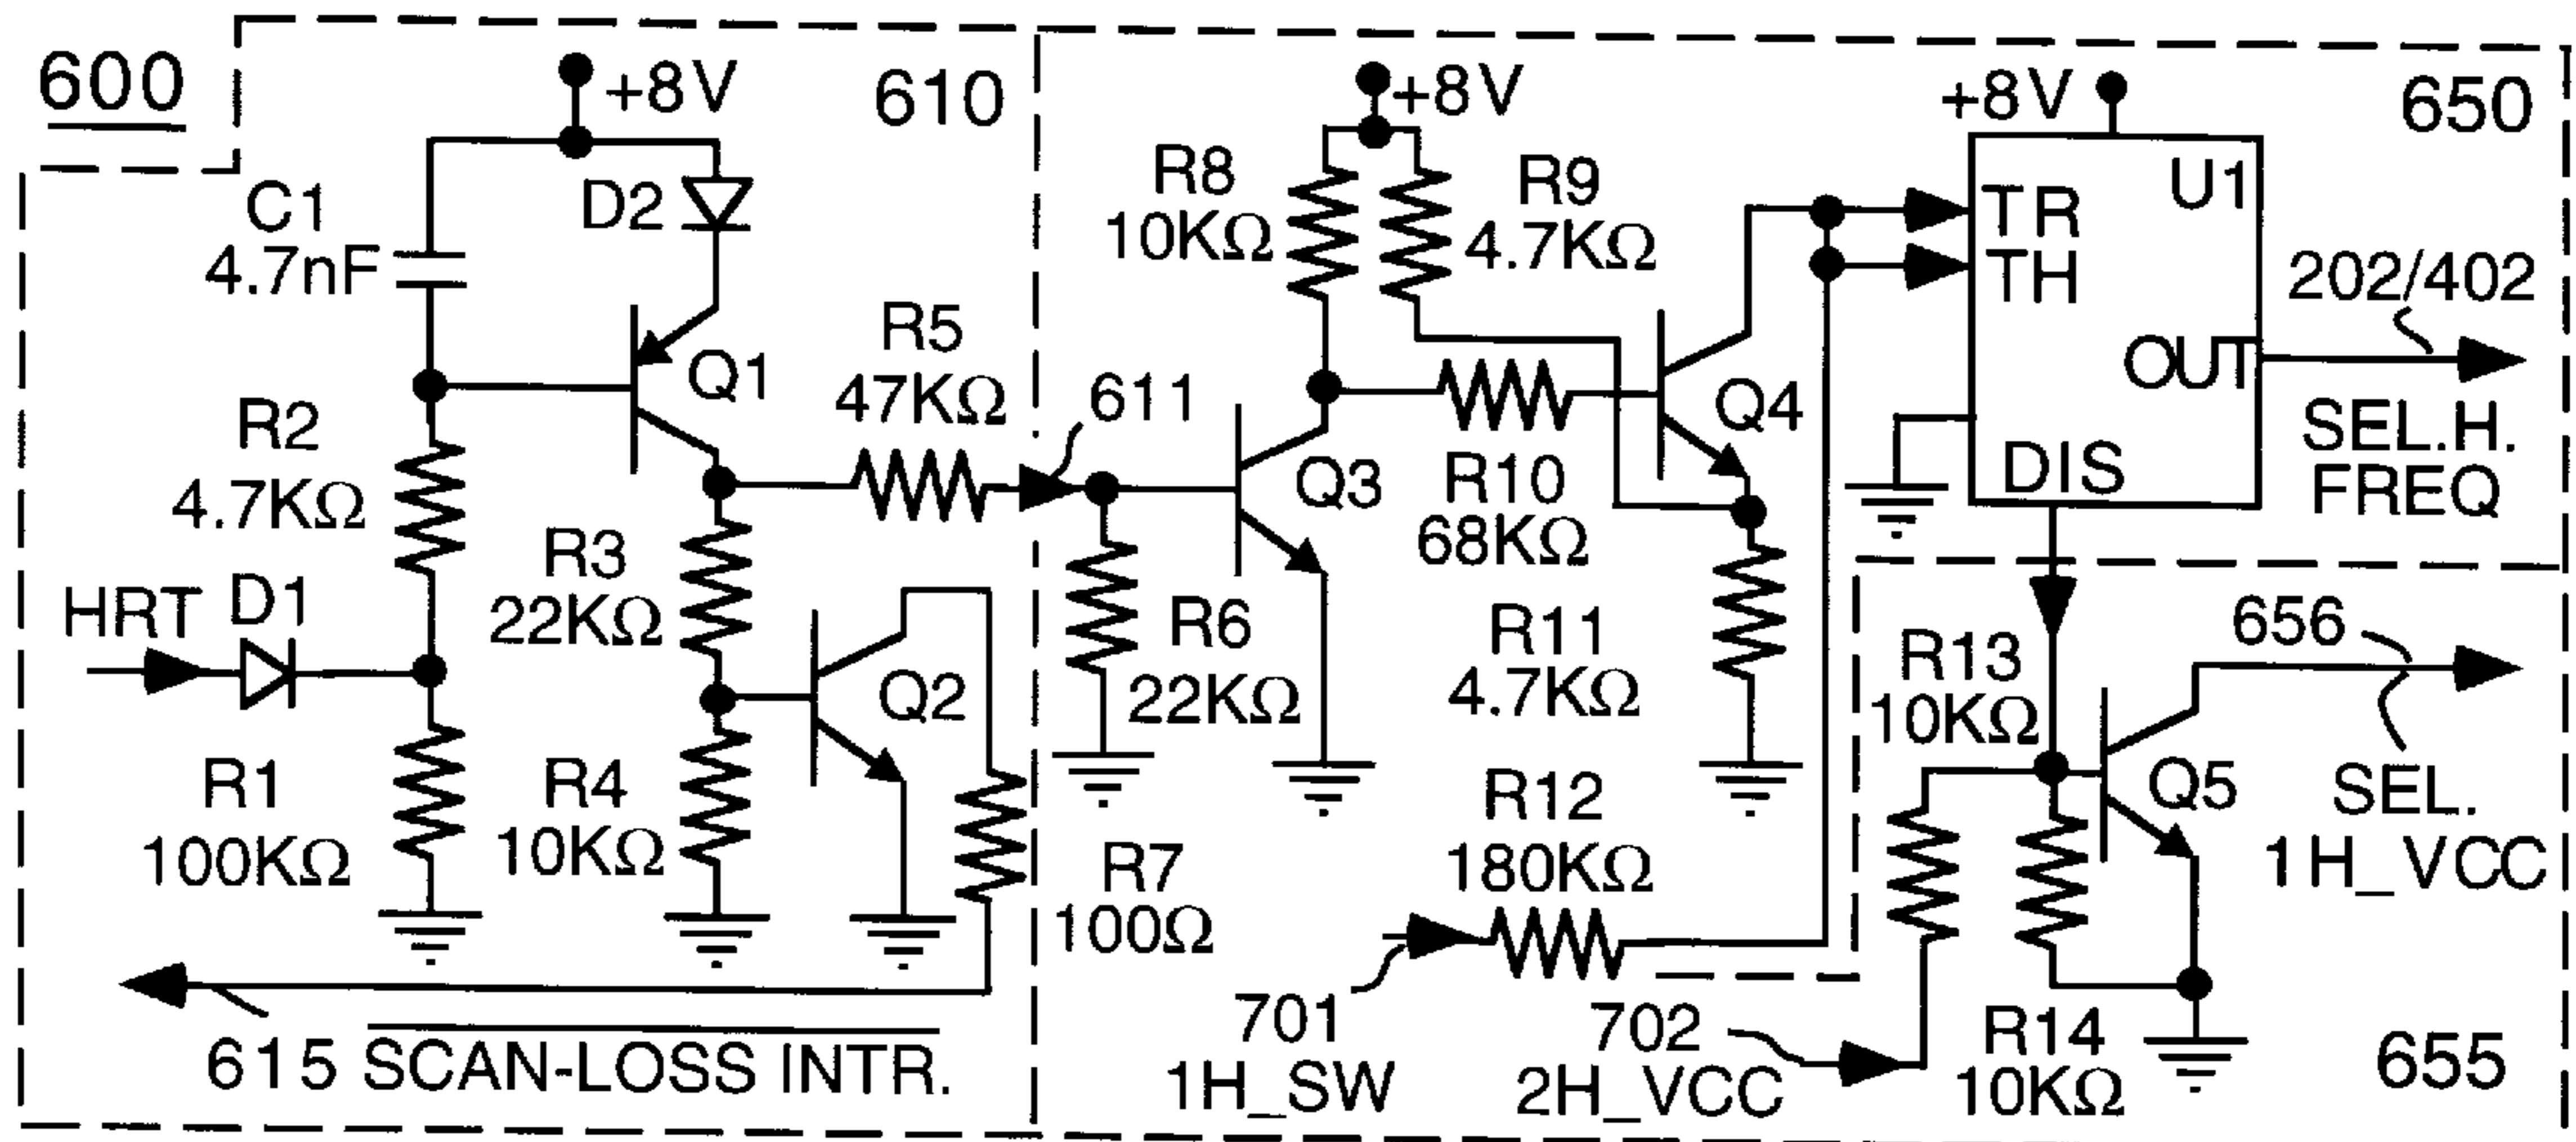 600
+8V
610
C1
4.7nF
D2
Q1
R2
4.7KΩ
R5
47KΩ
611
HRT
D1
R3
22KΩ
Q2
R1
100KΩ
R4
10KΩ
R7
100Ω
615 SCAN-LOSS INTR.
+8V
R8
10KΩ
R9
4.7KΩ
Q3
R10
68KΩ
Q4
R6
22KΩ
R11
4.7KΩ
R12
180KΩ
701
1H_SW
702
2H_VCC
+8V
650
U1
TR
TH
OUT
DIS
202/402
SEL.H.
FREQ
R13
10KΩ
656
Q5
SEL.
1H_VCC
R14
10KΩ
655